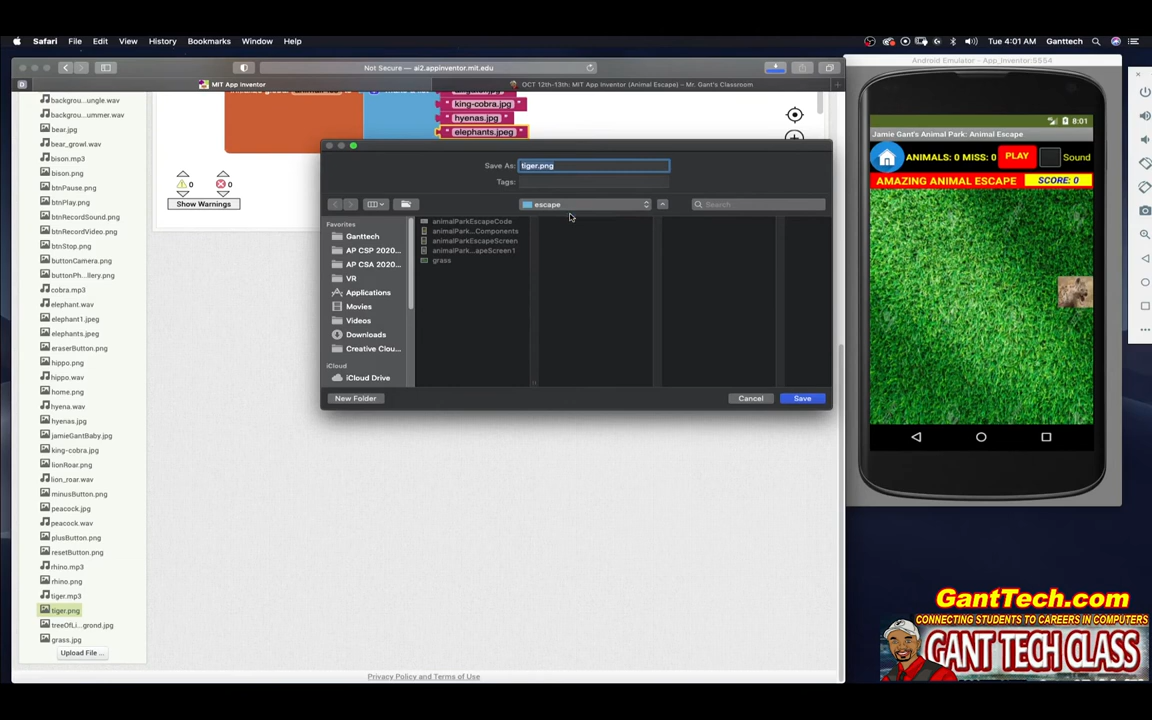 Safari File Edit View History Bookmarks Window Help
Tue 4:01 AM Ganttech
Not Secure — ai2.appinventor.mit.edu
MIT App Inventor
OCT 12th-13th: MIT App Inventor (Animal Escape) – Mr. Gant's Classroom
backgrou...ungle.wav
backgrou...ummer.wav
bear.jpg
bear_growl.wav
bison.mp3
bison.png
btnPause.png
btnPlay.png
btnRecordSound.png
btnRecordVideo.png
btnStop.png
buttonCamera.png
buttonPh...llery.png
cobra.mp3
elephant.wav
elephant1.jpeg
elephants.jpeg
eraserButton.png
hippo.png
hippo.wav
home.png
hyena.wav
hyenas.jpg
jamieGantBaby.jpg
king-cobra.jpg
lionRoar.png
lion_roar.wav
minusButton.png
peacock.jpg
peacock.wav
plusButton.png
resetButton.png
rhino.mp3
rhino.png
tiger.mp3
tiger.png
treeOfLi...grond.jpg
grass.jpg
Upload File ...
" king-cobra.jpg "
" hyenas.jpg "
" elephants.jpeg "
0 0
Show Warnings
Save As: tiger.png
Tags:
escape
Search
Favorites
Ganttech
AP CSP 2020...
AP CSA 2020...
VR
Applications
Movies
Videos
Downloads
Creative Clou...
iCloud
iCloud Drive
animalParkEscapeCode
animalPark...Components
animalParkEscapeScreen
animalPark...apeScreen1
grass
New Folder
Cancel
Save
Privacy Policy and Terms of Use
Android Emulator - App_Inventor:5554
8:01
Jamie Gant's Animal Park: Animal Escape
ANIMALS: 0 MISS: 0 PLAY Sound
AMAZING ANIMAL ESCAPE SCORE: 0
GantTech.com
CONNECTING STUDENTS TO CAREERS IN COMPUTERS
GANT TECH CLASS